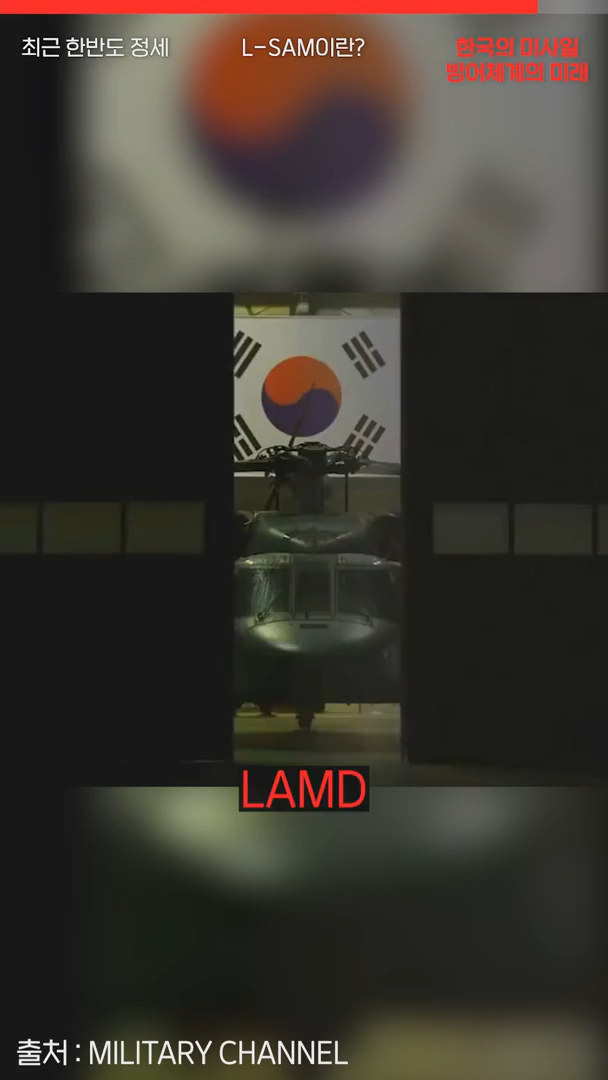 최근 한반도 정세
L-SAM이란?
한국의 미사일
방어체계의 미래
LAMD
출처 : MILITARY CHANNEL